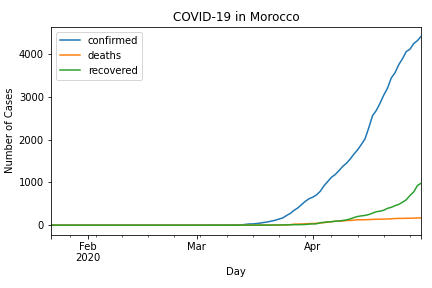 COVID-19 in Morocco
confirmed
deaths
recovered
4000
3000
2000
1000
0
Number of Cases
Feb
2020
Mar
Apr
Day